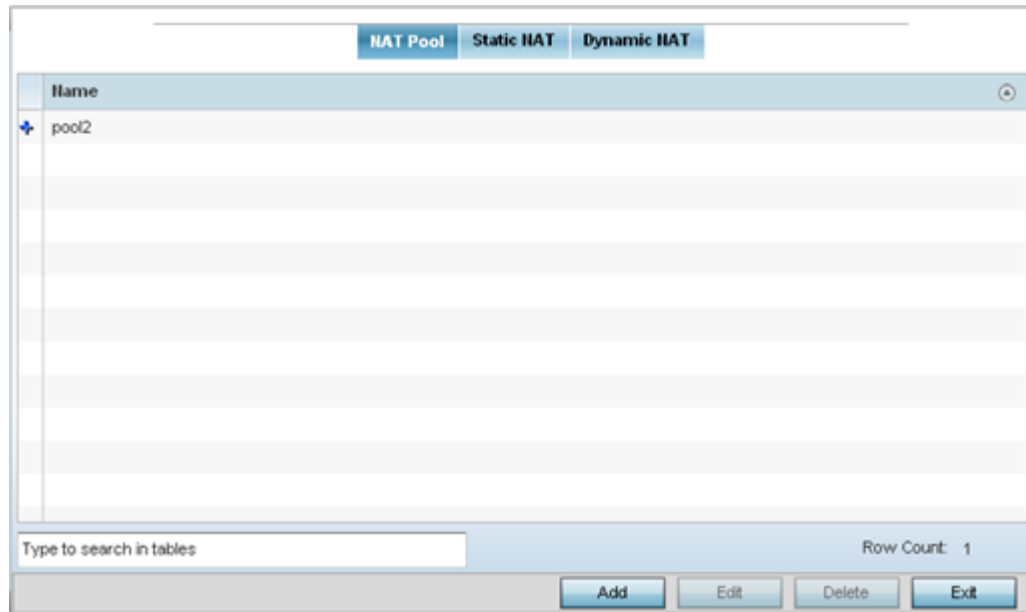 NAT Pool Static NAT Dynamic NAT
Name
pool2
Type to search in tables Row Count: 1
Add Edit Delete Exit